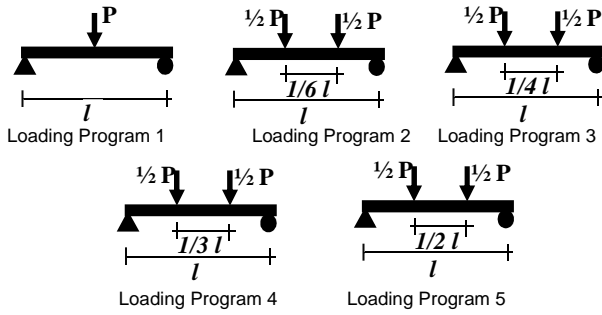 P
l
Loading Program 1
½ P ½ P
1/6 l
l
Loading Program 2
½ P ½ P
1/4 l
l
Loading Program 3
½ P ½ P
1/3 l
l
Loading Program 4
½ P ½ P
1/2 l
l
Loading Program 5